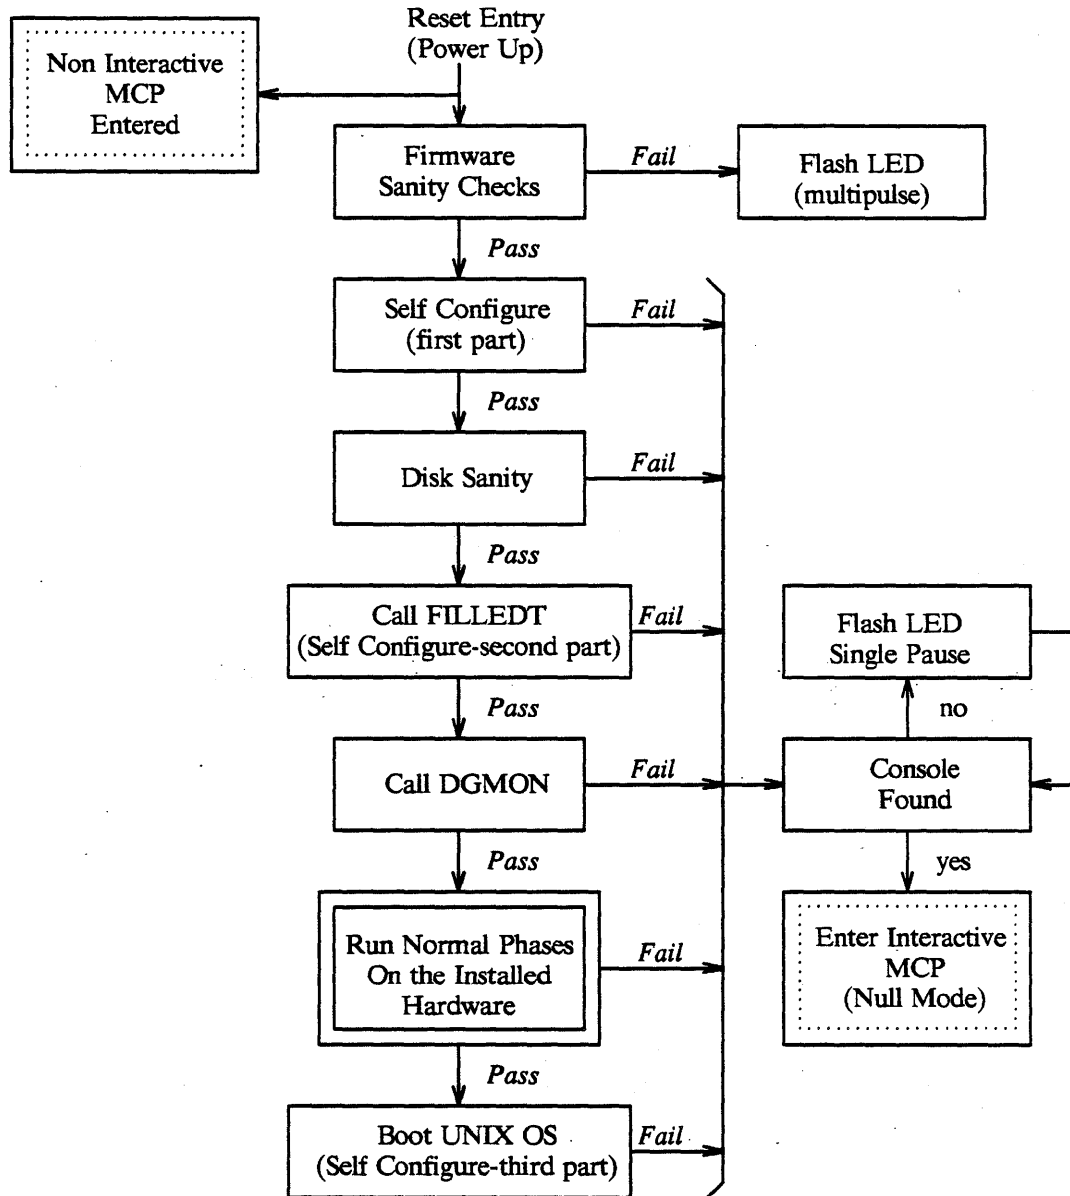 Reset Entry
(Power Up)
Non Interactive
MCP
Entered
Firmware
Sanity Checks
Fail
Flash LED
(multipulse)
Pass
Self Configure
(first part)
Fail
Pass
Disk Sanity
Fail
Pass
Call FILLEDT
(Self Configure-second part)
Fail
Flash LED
Single Pause
Pass
no
Call DGMON
Fail
Console
Found
Pass
yes
Run Normal Phases
On the Installed
Hardware
Fail
Enter Interactive
MCP
(Null Mode)
Pass
Boot UNIX OS
(Self Configure-third part)
Fail